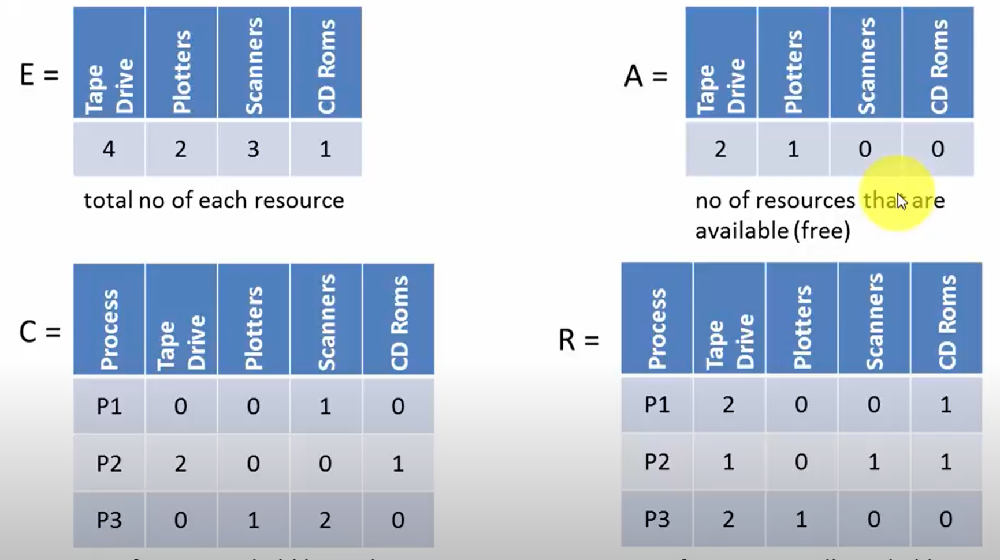 E =
Tape Drive Plotters Scanners CD Roms
4 2 3 1
total no of each resource
A =
Tape Drive Plotters Scanners CD Roms
2 1 0 0
no of resources that are
available (free)
C =
Process Tape Drive Plotters Scanners CD Roms
P1 0 0 1 0
P2 2 0 0 1
P3 0 1 2 0
R =
Process Tape Drive Plotters Scanners CD Roms
P1 2 0 0 1
P2 1 0 1 1
P3 2 1 0 0